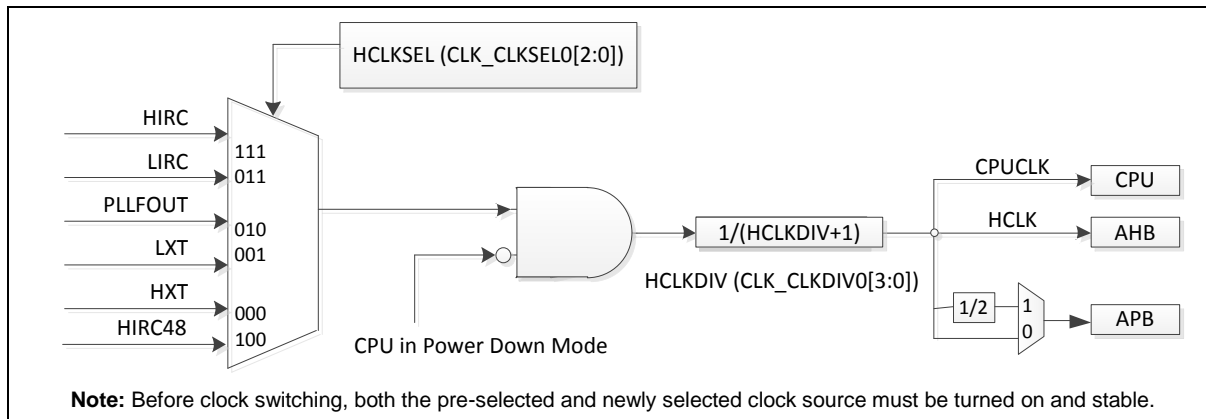 HCLKSEL (CLK_CLKSEL0[2:0])
HIRC
111
LIRC
011
PLLFOUT
010
LXT
001
HXT
000
HIRC48
100
CPU in Power Down Mode
1/(HCLKDIV+1)
HCLKDIV (CLK_CLKDIV0[3:0])
CPUCLK
CPU
HCLK
AHB
1/2
1
0
APB
Note: Before clock switching, both the pre-selected and newly selected clock source must be turned on and stable.